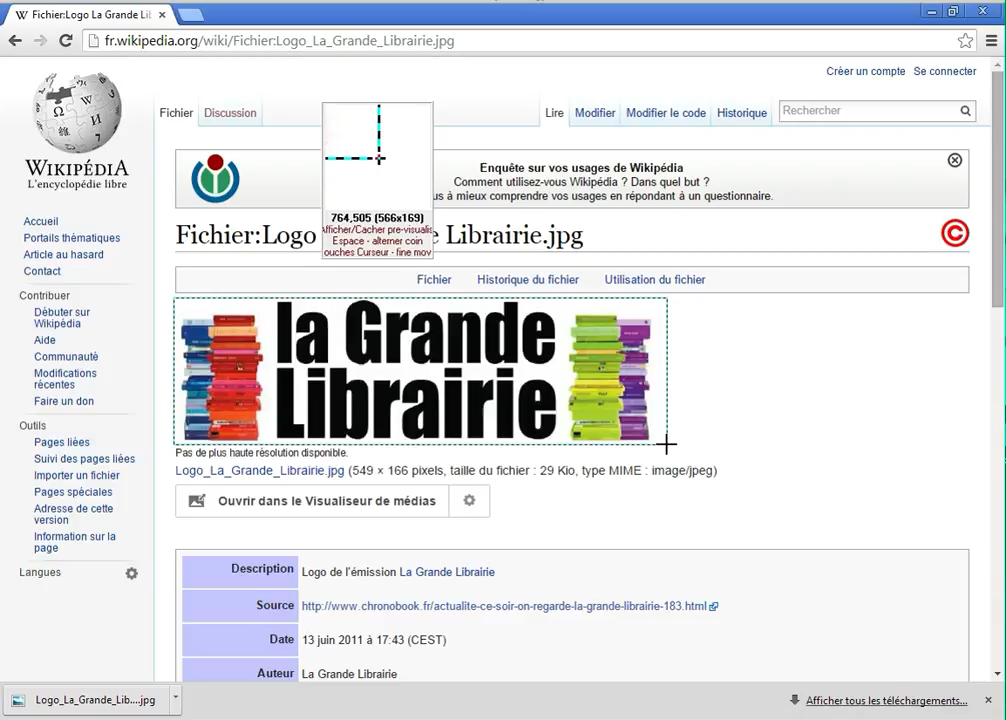 Fichier:Logo La Grande Lib
fr.wikipedia.org/wiki/Fichier:Logo_La_Grande_Librairie.jpg
Créer un compte Se connecter
Fichier Discussion Lire Modifier Modifier le code Historique Rechercher
WIKIPÉDIA
L'encyclopédie libre
Enquête sur vos usages de Wikipédia
Comment utilisez-vous Wikipédia ? Dans quel but ?
us à mieux comprendre vos usages en répondant à un questionnaire.
764,505 (566x169)
Afficher/Cacher pre-visualis
Espace - alterner coin
ouches Curseur - fine mov
Fichier:Logo e Librairie.jpg
Accueil
Portails thématiques
Article au hasard
Contact
Contribuer
Débuter sur
Wikipédia
Aide
Communauté
Modifications
récentes
Faire un don
Outils
Pages liées
Suivi des pages liées
Importer un fichier
Pages spéciales
Adresse de cette
version
Information sur la
page
Langues
Fichier Historique du fichier Utilisation du fichier
la Grande
Librairie
Pas de plus haute résolution disponible.
Logo_La_Grande_Librairie.jpg (549 × 166 pixels, taille du fichier : 29 Kio, type MIME : image/jpeg)
Ouvrir dans le Visualiseur de médias
Description Logo de l'émission La Grande Librairie
Source http://www.chronobook.fr/actualite-ce-soir-on-regarde-la-grande-librairie-183.html
Date 13 juin 2011 à 17:43 (CEST)
Auteur La Grande Librairie
Logo_La_Grande_Lib....jpg
Afficher tous les téléchargements...